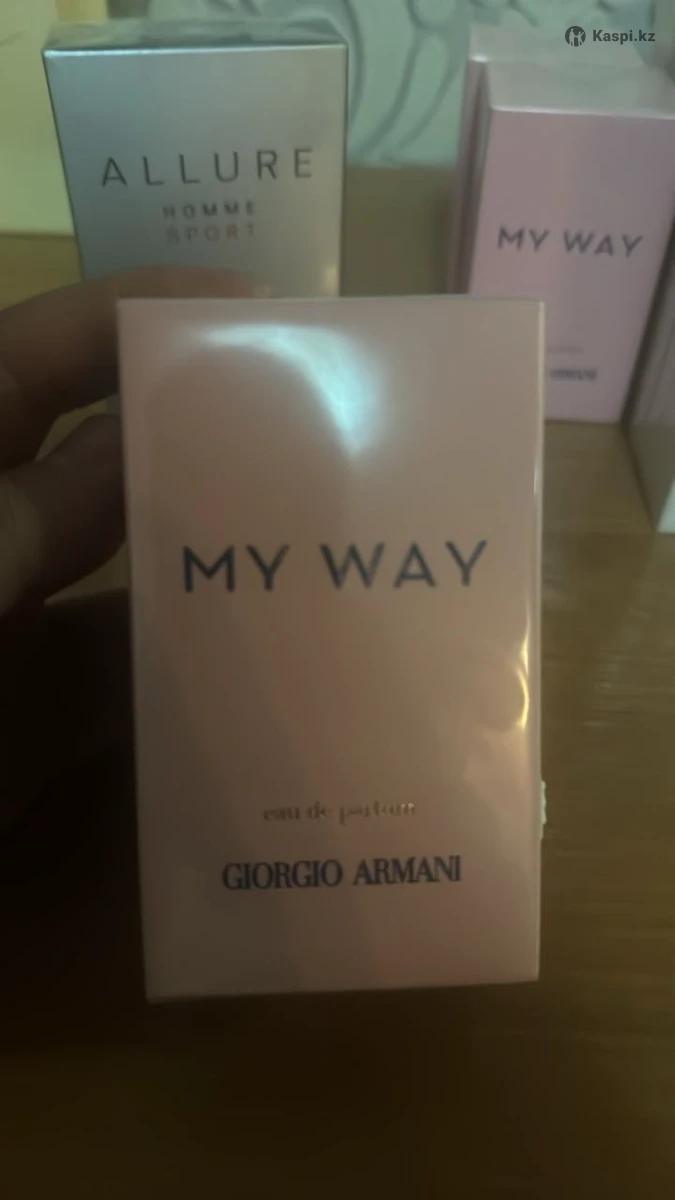 Kaspi.kz
ALLURE
HOMME
SPORT
MY WAY
MY WAY
eau de parfum
GIORGIO ARMANI